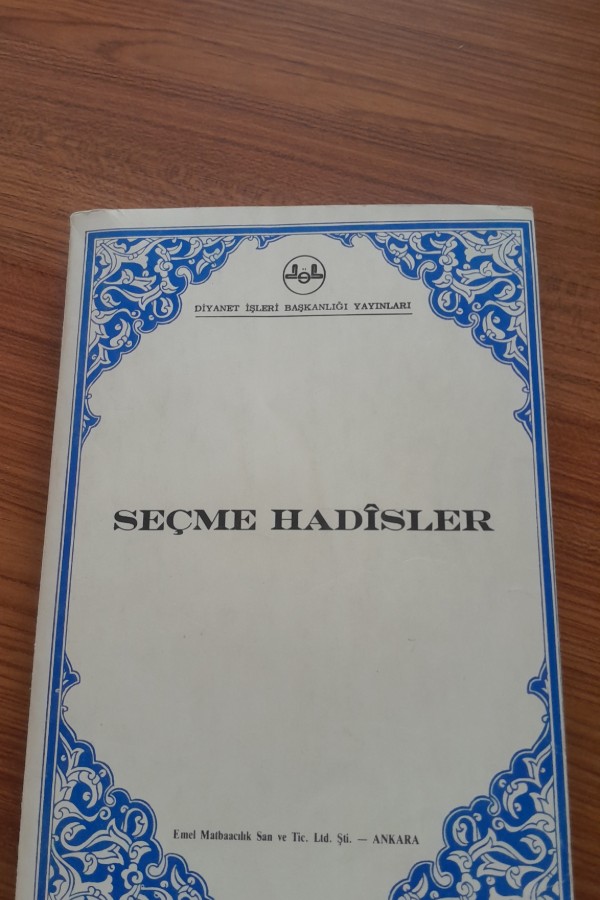 DİYANET İŞLERİ BAŞKANLIĞI YAYINLARI
SEÇME HADÎSLER
Emel Matbaacılık San ve Tic. Ltd. Şti. — ANKARA